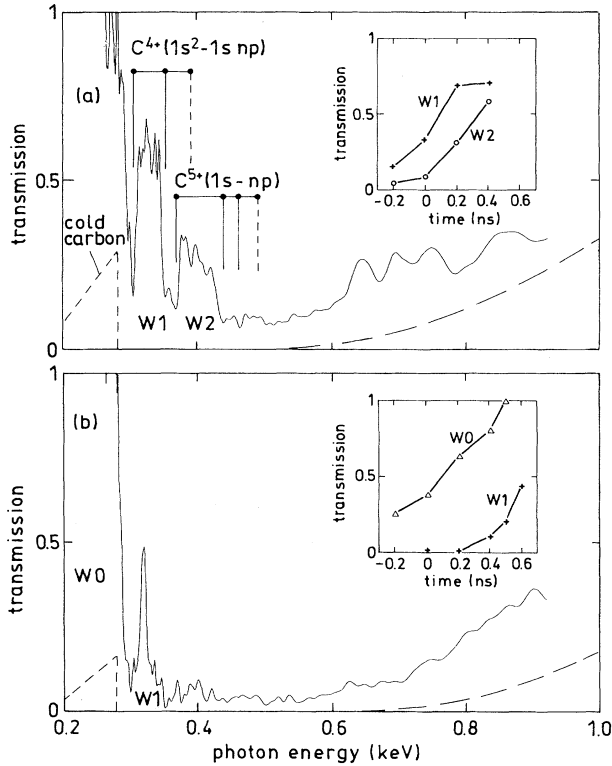 1
C⁴⁺(1s²-1s np)
(a)
C⁵⁺(1s-np)
0.5
transmission
cold
carbon
W1 W2
0
1
W1
W2
0.5
transmission
0
-0.2 0 0.2 0.4
time (ns)
1
(b)
0.5
transmission
W0
W1
0
1
W0
W1
0.5
transmission
0
-0.2 0 0.2 0.4 0.6
time (ns)
0.2 0.4 0.6 0.8 1.0
photon energy (keV)